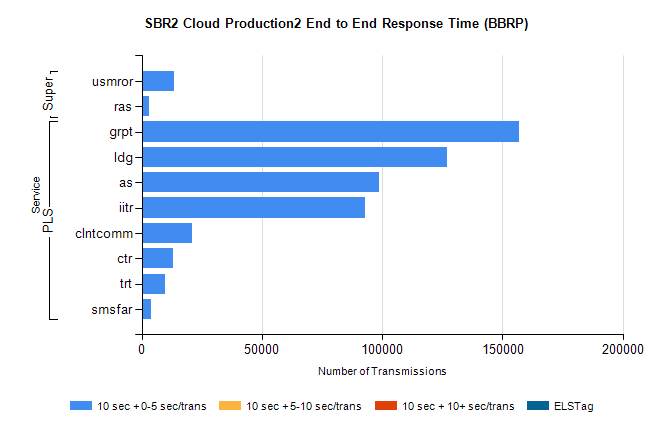 SBR2 Cloud Production2 End to End Response Time (BBRP)
Super
usmror
ras
Service
PLS
grpt
ldg
as
iitr
clntcomm
ctr
trt
smsfar
0 50000 100000 150000 200000
Number of Transmissions
10 sec +0-5 sec/trans 10 sec +5-10 sec/trans 10 sec + 10+ sec/trans ELSTag